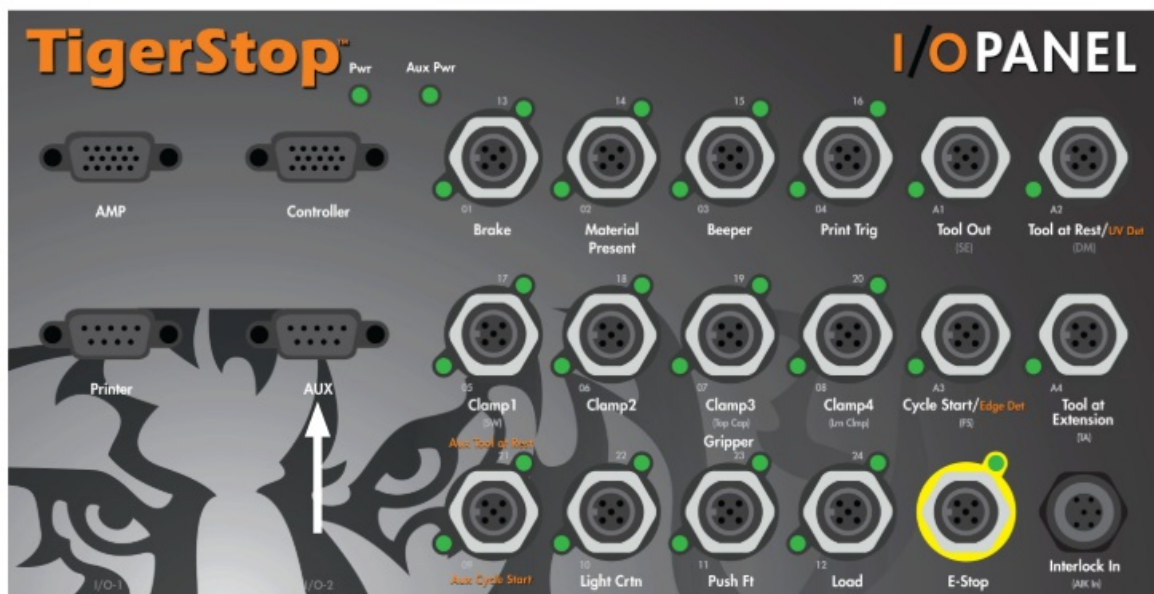 TigerStop™
I/O PANEL
Pwr
Aux Pwr
13
14
15
16
AMP
Controller
01
02
03
04
A1
A2
Brake
Material
Present
Beeper
Print Trig
Tool Out
(SE)
Tool at Rest/UV Det
(DM)
17
18
19
20
Printer
AUX
05
06
07
08
A3
A4
Clamp1
(SW)
Aux Tool at Rest
Clamp2
Clamp3
(Top Cap)
Gripper
Clamp4
(Lm Clmp)
Cycle Start/Edge Det
(FS)
Tool at
Extension
(TA)
21
22
23
24
I/O-1
I/O-2
09
10
11
12
Aux Cycle Start
Light Crtn
Push Ft
Load
E-Stop
Interlock In
(AIK In)